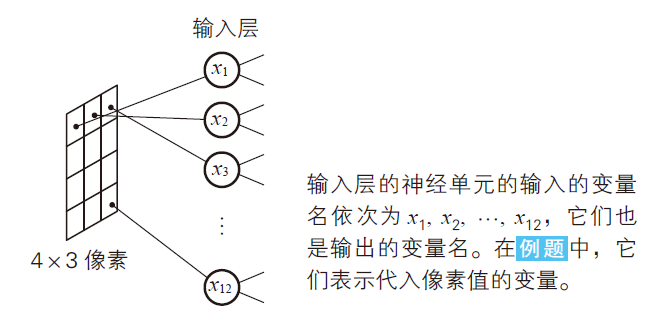 输入层
x1
x2
x3
⋮
x12
4×3 像素
输入层的神经单元的输入的变量
名依次为 x1, x2, …, x12，它们也
是输出的变量名。在例题中，它
们表示代入像素值的变量。